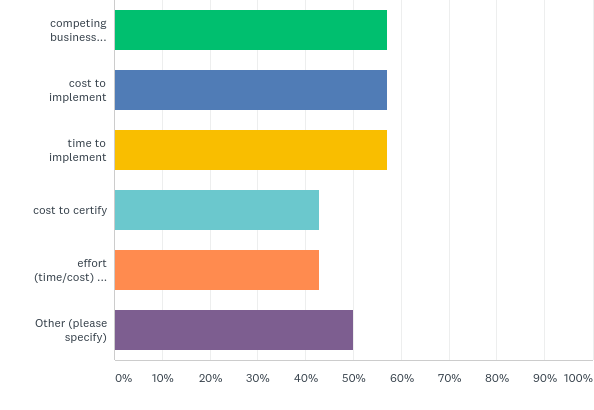 competing
business...
cost to
implement
time to
implement
cost to certify
effort
(time/cost) ...
Other (please
specify)
0% 10% 20% 30% 40% 50% 60% 70% 80% 90% 100%